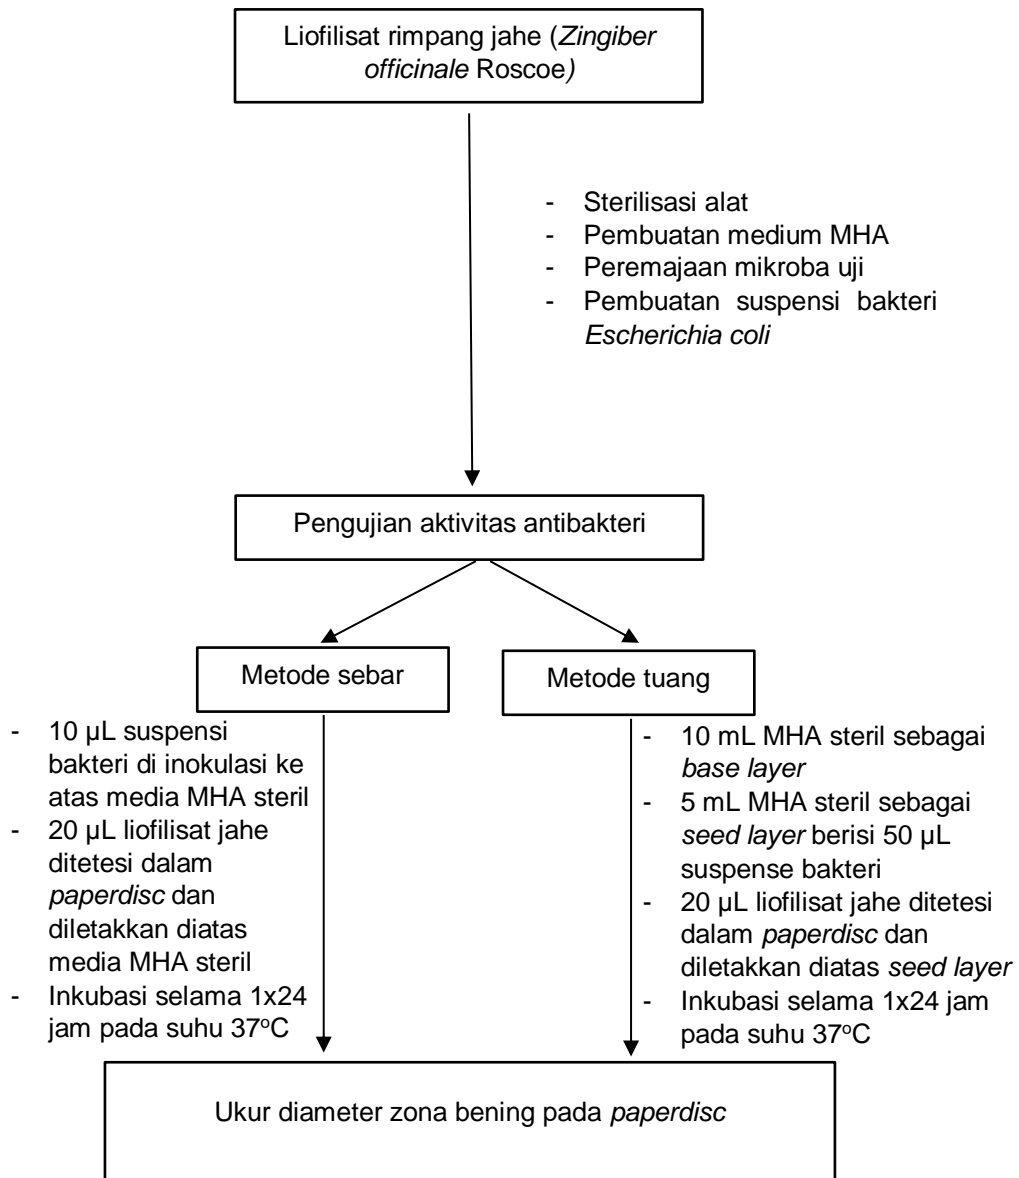 Liofilisat rimpang jahe (Zingiber
officinale Roscoe)
- Sterilisasi alat
- Pembuatan medium MHA
- Peremajaan mikroba uji
- Pembuatan suspensi bakteri
Escherichia coli
Pengujian aktivitas antibakteri
Metode sebar
- 10 µL suspensi
bakteri di inokulasi ke
atas media MHA steril
- 20 µL liofilisat jahe
ditetesi dalam
paperdisc dan
diletakkan diatas
media MHA steril
- Inkubasi selama 1x24
jam pada suhu 37ºC
Metode tuang
- 10 mL MHA steril sebagai
base layer
- 5 mL MHA steril sebagai
seed layer berisi 50 µL
suspense bakteri
- 20 µL liofilisat jahe ditetesi
dalam paperdisc dan
diletakkan diatas seed layer
- Inkubasi selama 1x24 jam
pada suhu 37ºC
Ukur diameter zona bening pada paperdisc